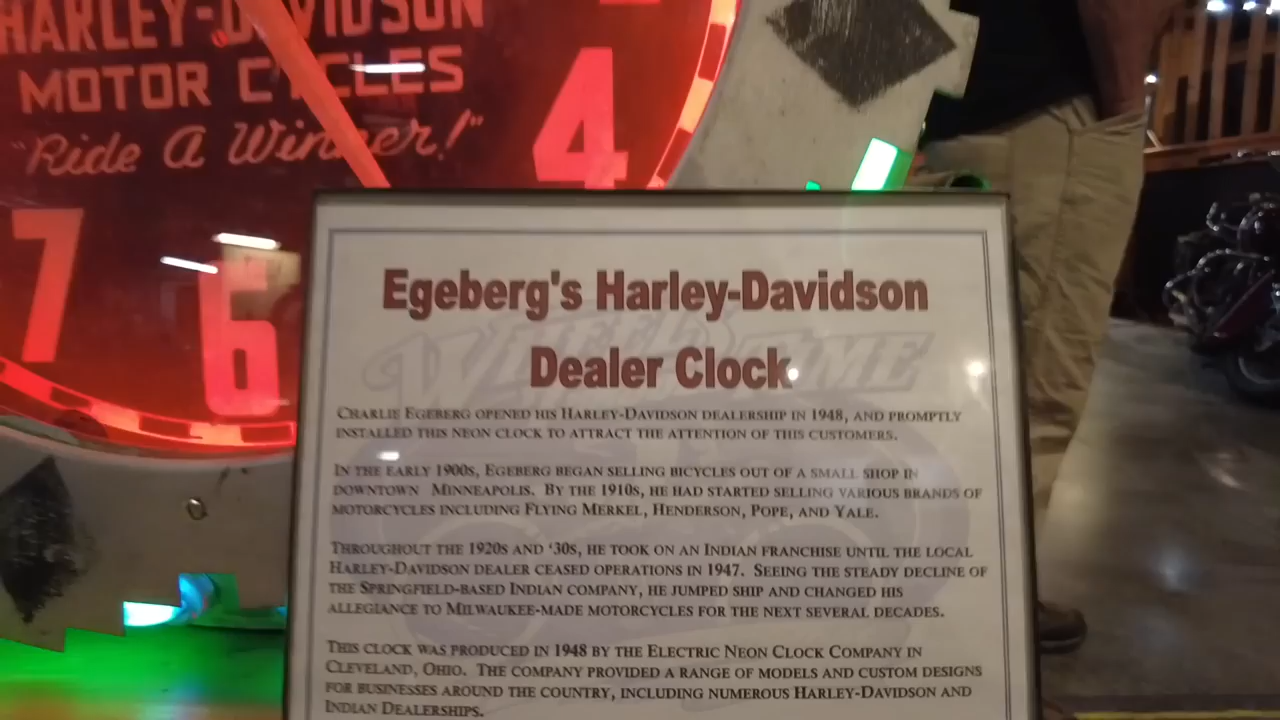 HARLEY-DAVIDSON
MOTOR CYCLES
"Ride A Winner!"
4
7
6
Egeberg's Harley-Davidson
Dealer Clock
WHEELS TIME
CHARLIE EGEBERG OPENED HIS HARLEY-DAVIDSON DEALERSHIP IN 1948, AND PROMPTLY
INSTALLED THIS NEON CLOCK TO ATTRACT THE ATTENTION OF THIS CUSTOMERS.
IN THE EARLY 1900S, EGEBERG BEGAN SELLING BICYCLES OUT OF A SMALL SHOP IN
DOWNTOWN MINNEAPOLIS. BY THE 1910S, HE HAD STARTED SELLING VARIOUS BRANDS OF
MOTORCYCLES INCLUDING FLYING MERKEL, HENDERSON, POPE, AND YALE.
THROUGHOUT THE 1920S AND '30S, HE TOOK ON AN INDIAN FRANCHISE UNTIL THE LOCAL
HARLEY-DAVIDSON DEALER CEASED OPERATIONS IN 1947. SEEING THE STEADY DECLINE OF
THE SPRINGFIELD-BASED INDIAN COMPANY, HE JUMPED SHIP AND CHANGED HIS
ALLEGIANCE TO MILWAUKEE-MADE MOTORCYCLES FOR THE NEXT SEVERAL DECADES.
THIS CLOCK WAS PRODUCED IN 1948 BY THE ELECTRIC NEON CLOCK COMPANY IN
CLEVELAND, OHIO. THE COMPANY PROVIDED A RANGE OF MODELS AND CUSTOM DESIGNS
FOR BUSINESSES AROUND THE COUNTRY, INCLUDING NUMEROUS HARLEY-DAVIDSON AND
INDIAN DEALERSHIPS.